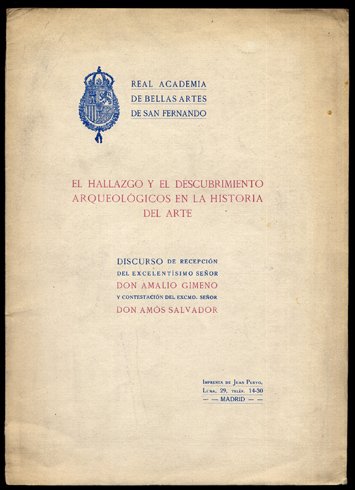 REAL ACADEMIA
DE BELLAS ARTES
DE SAN FERNANDO
EL HALLAZGO Y EL DESCUBRIMIENTO
ARQUEOLÓGICOS EN LA HISTORIA
DEL ARTE
DISCURSO DE RECEPCIÓN
DEL EXCELENTÍSIMO SEÑOR
DON AMALIO GIMENO
Y CONTESTACIÓN DEL EXCMO. SEÑOR
DON AMÓS SALVADOR
IMPRENTA DE JUAN PUEYO,
LUNA, 29, TELÉF. 14-30
— — MADRID — —